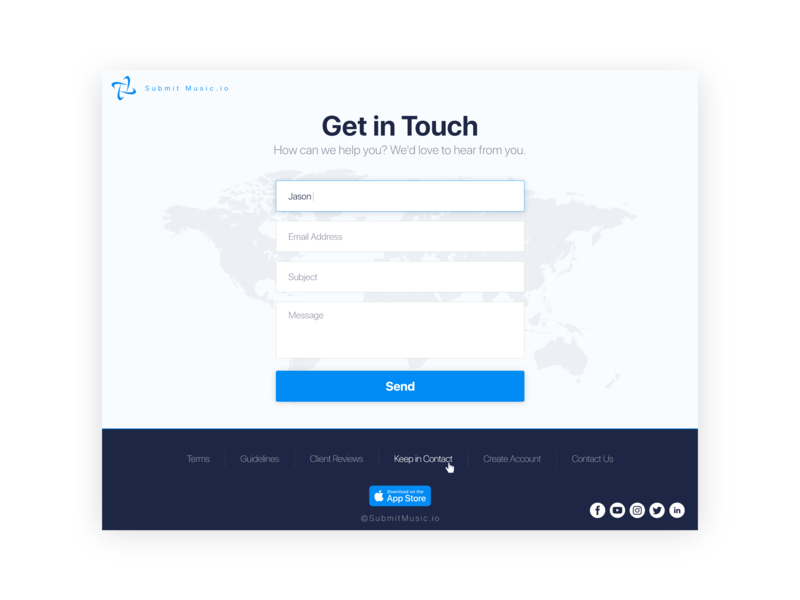 Submit Music.io
Get in Touch
How can we help you? We'd love to hear from you.
Jason
Email Address
Subject
Message
Send
Terms
Guidelines
Client Reviews
Keep in Contact
Create Account
Contact Us
Download on the
App Store
©SubmitMusic.io